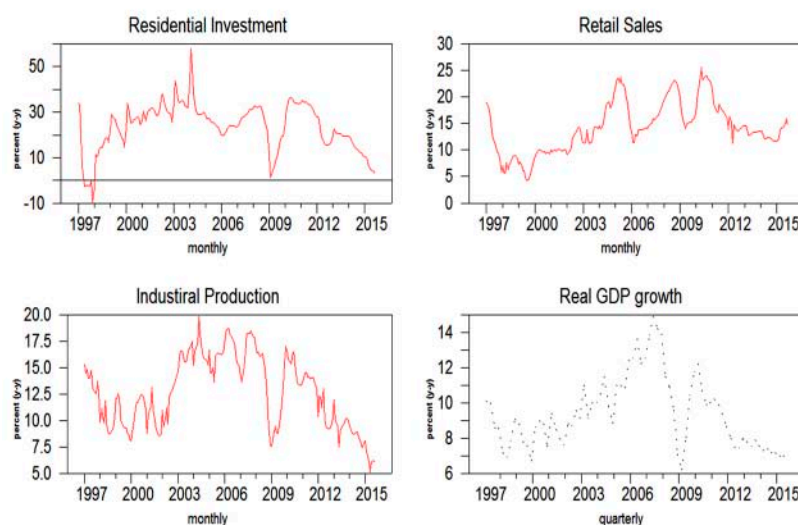 Residential Investment
percent (y-y)
50
30
10
-10
1997 2000 2003 2006 2009 2012 2015
monthly
Retail Sales
percent (y-y)
30
25
20
15
10
5
0
1997 2000 2003 2006 2009 2012 2015
monthly
Industiral Production
percent (y-y)
20.0
17.5
15.0
12.5
10.0
7.5
5.0
1997 2000 2003 2006 2009 2012 2015
monthly
Real GDP growth
percent (y-y)
14
12
10
8
6
1997 2000 2003 2006 2009 2012 2015
quarterly